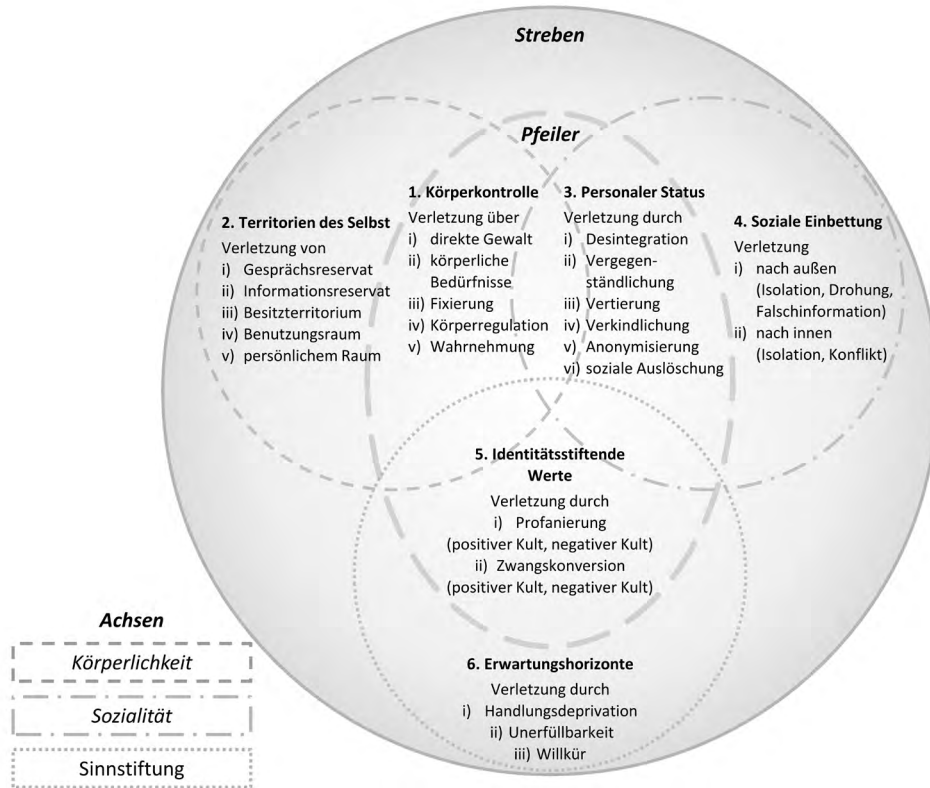 Streben
Pfeiler
2. Territorien des Selbst
Verletzung von
i) Gesprächsreservat
ii) Informationsreservat
iii) Besitzterritorium
iv) Benutzungsraum
v) persönlichem Raum
1. Körperkontrolle
Verletzung über
i) direkte Gewalt
ii) körperliche
Bedürfnisse
iii) Fixierung
iv) Körperregulation
v) Wahrnehmung
3. Personaler Status
Verletzung durch
i) Desintegration
ii) Vergegen-
ständlichung
iii) Vertierung
iv) Verkindlichung
v) Anonymisierung
vi) soziale Auslöschung
4. Soziale Einbettung
Verletzung
i) nach außen
(Isolation, Drohung,
Falschinformation)
ii) nach innen
(Isolation, Konflikt)
5. Identitätsstiftende
Werte
Verletzung durch
i) Profanierung
(positiver Kult, negativer Kult)
ii) Zwangskonversion
(positiver Kult, negativer Kult)
6. Erwartungshorizonte
Verletzung durch
i) Handlungsdeprivation
ii) Unerfüllbarkeit
iii) Willkür
Achsen
Körperlichkeit
Sozialität
Sinnstiftung